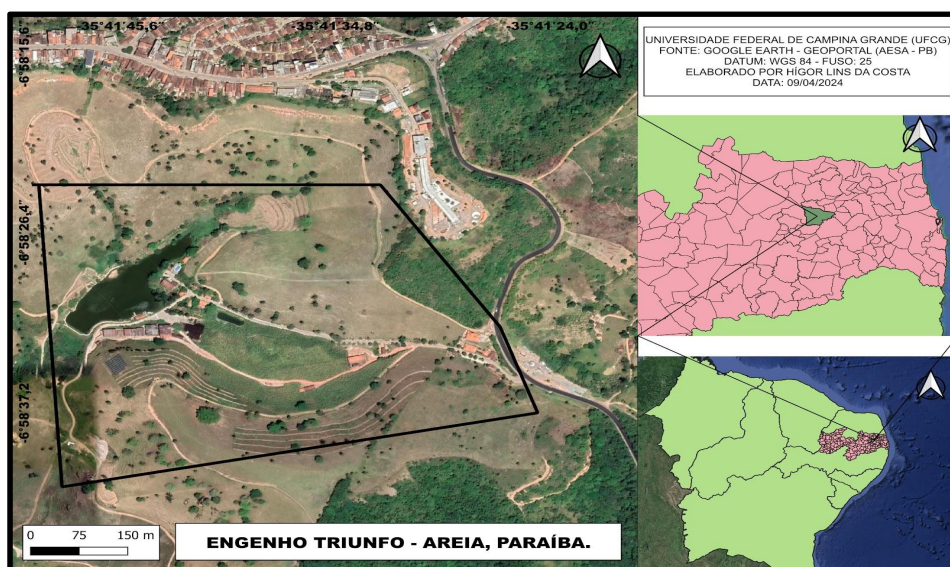 -35°41'45,6"
-35°41'34,8"
-35°41'24,0"
-6°58'15,6"
-6°58'26,4"
-6°58'37,2"
0 75 150 m
ENGENHO TRIUNFO - AREIA, PARAÍBA.
UNIVERSIDADE FEDERAL DE CAMPINA GRANDE (UFCG)
FONTE: GOOGLE EARTH - GEOPORTAL (AESA - PB)
DATUM: WGS 84 - FUSO: 25
ELABORADO POR HÍGOR LINS DA COSTA
DATA: 09/04/2024